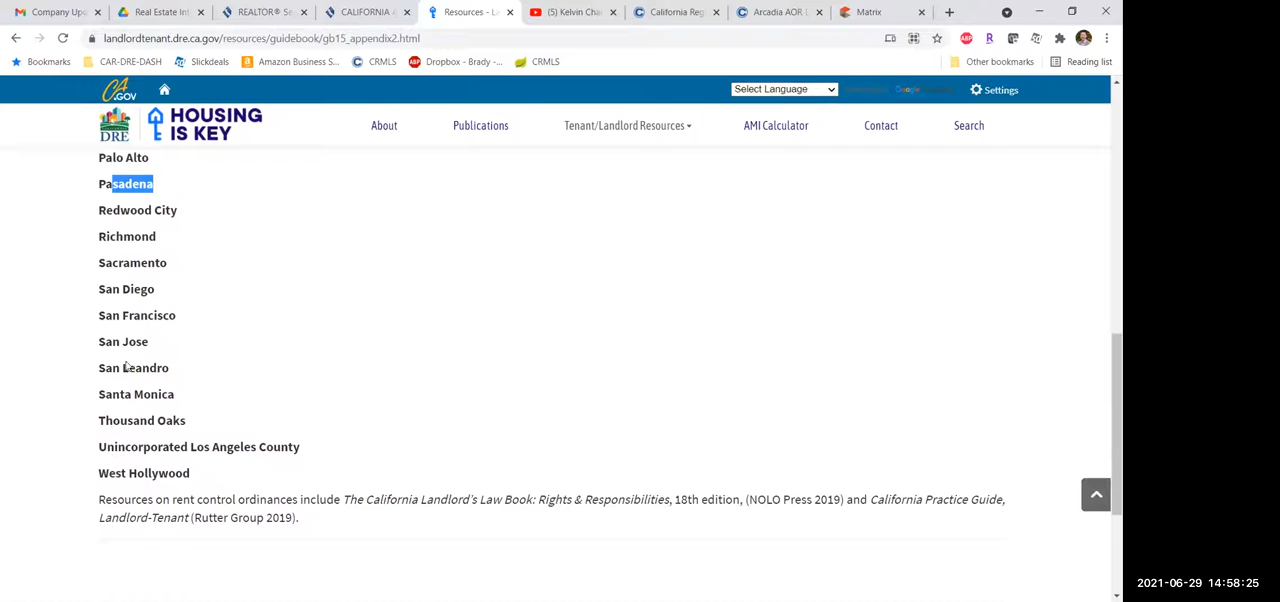 Company Up
Real Estate Int
REALTOR® Se
CALIFORNIA A
Resources - La
(5) Kelvin Cha
California Reg
Arcadia AOR L
Matrix
landlordtenant.dre.ca.gov/resources/guidebook/gb15_appendix2.html
Bookmarks
CAR-DRE-DASH
Slickdeals
Amazon Business S...
CRMLS
Dropbox - Brady -...
CRMLS
Other bookmarks
Reading list
CA.GOV
Select Language
Settings
DRE
HOUSING
IS KEY
About
Publications
Tenant/Landlord Resources
AMI Calculator
Contact
Search
Palo Alto
Pasadena
Redwood City
Richmond
Sacramento
San Diego
San Francisco
San Jose
San Leandro
Santa Monica
Thousand Oaks
Unincorporated Los Angeles County
West Hollywood
Resources on rent control ordinances include The California Landlord's Law Book: Rights & Responsibilities, 18th edition, (NOLO Press 2019) and California Practice Guide,
Landlord-Tenant (Rutter Group 2019).
2021-06-29 14:58:25